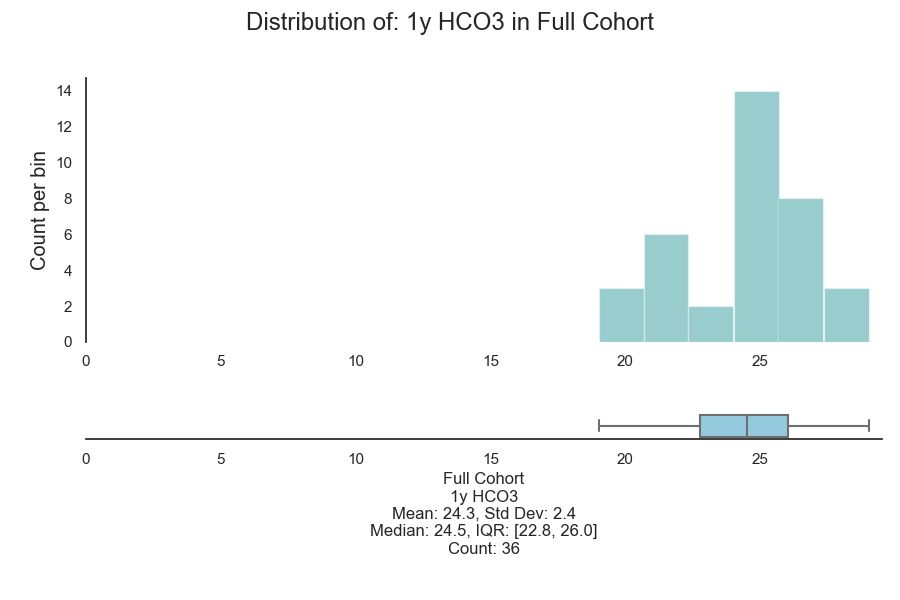 Distribution of: 1y HCO3 in Full Cohort
Count per bin
14
12
10
8
6
4
2
0
0 5 10 15 20 25
0 5 10 15 20 25
Full Cohort
1y HCO3
Mean: 24.3, Std Dev: 2.4
Median: 24.5, IQR: [22.8, 26.0]
Count: 36